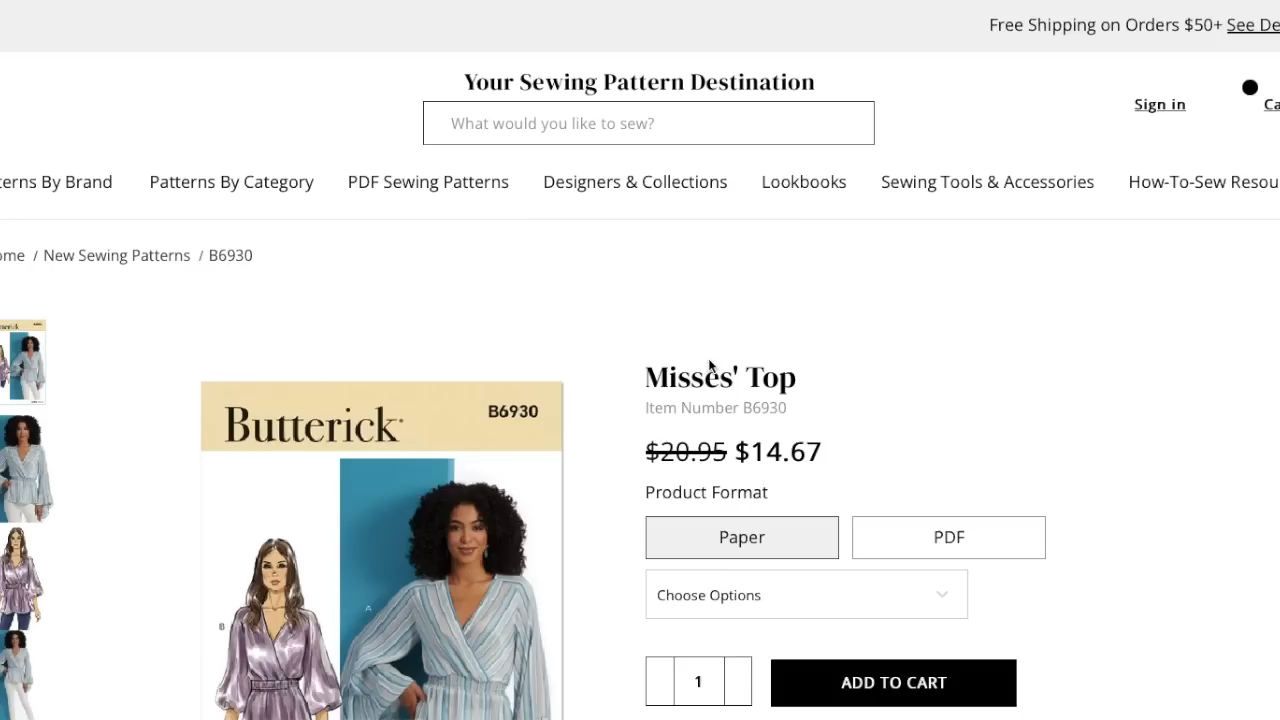 Free Shipping on Orders $50+ See De
Your Sewing Pattern Destination
What would you like to sew?
Sign in
Ca
terns By Brand
Patterns By Category
PDF Sewing Patterns
Designers & Collections
Lookbooks
Sewing Tools & Accessories
How-To-Sew Resou
ome / New Sewing Patterns / B6930
Misses' Top
Item Number B6930
$20.95 $14.67
Product Format
Paper
PDF
Choose Options
1
ADD TO CART
Butterick
B6930
A
B